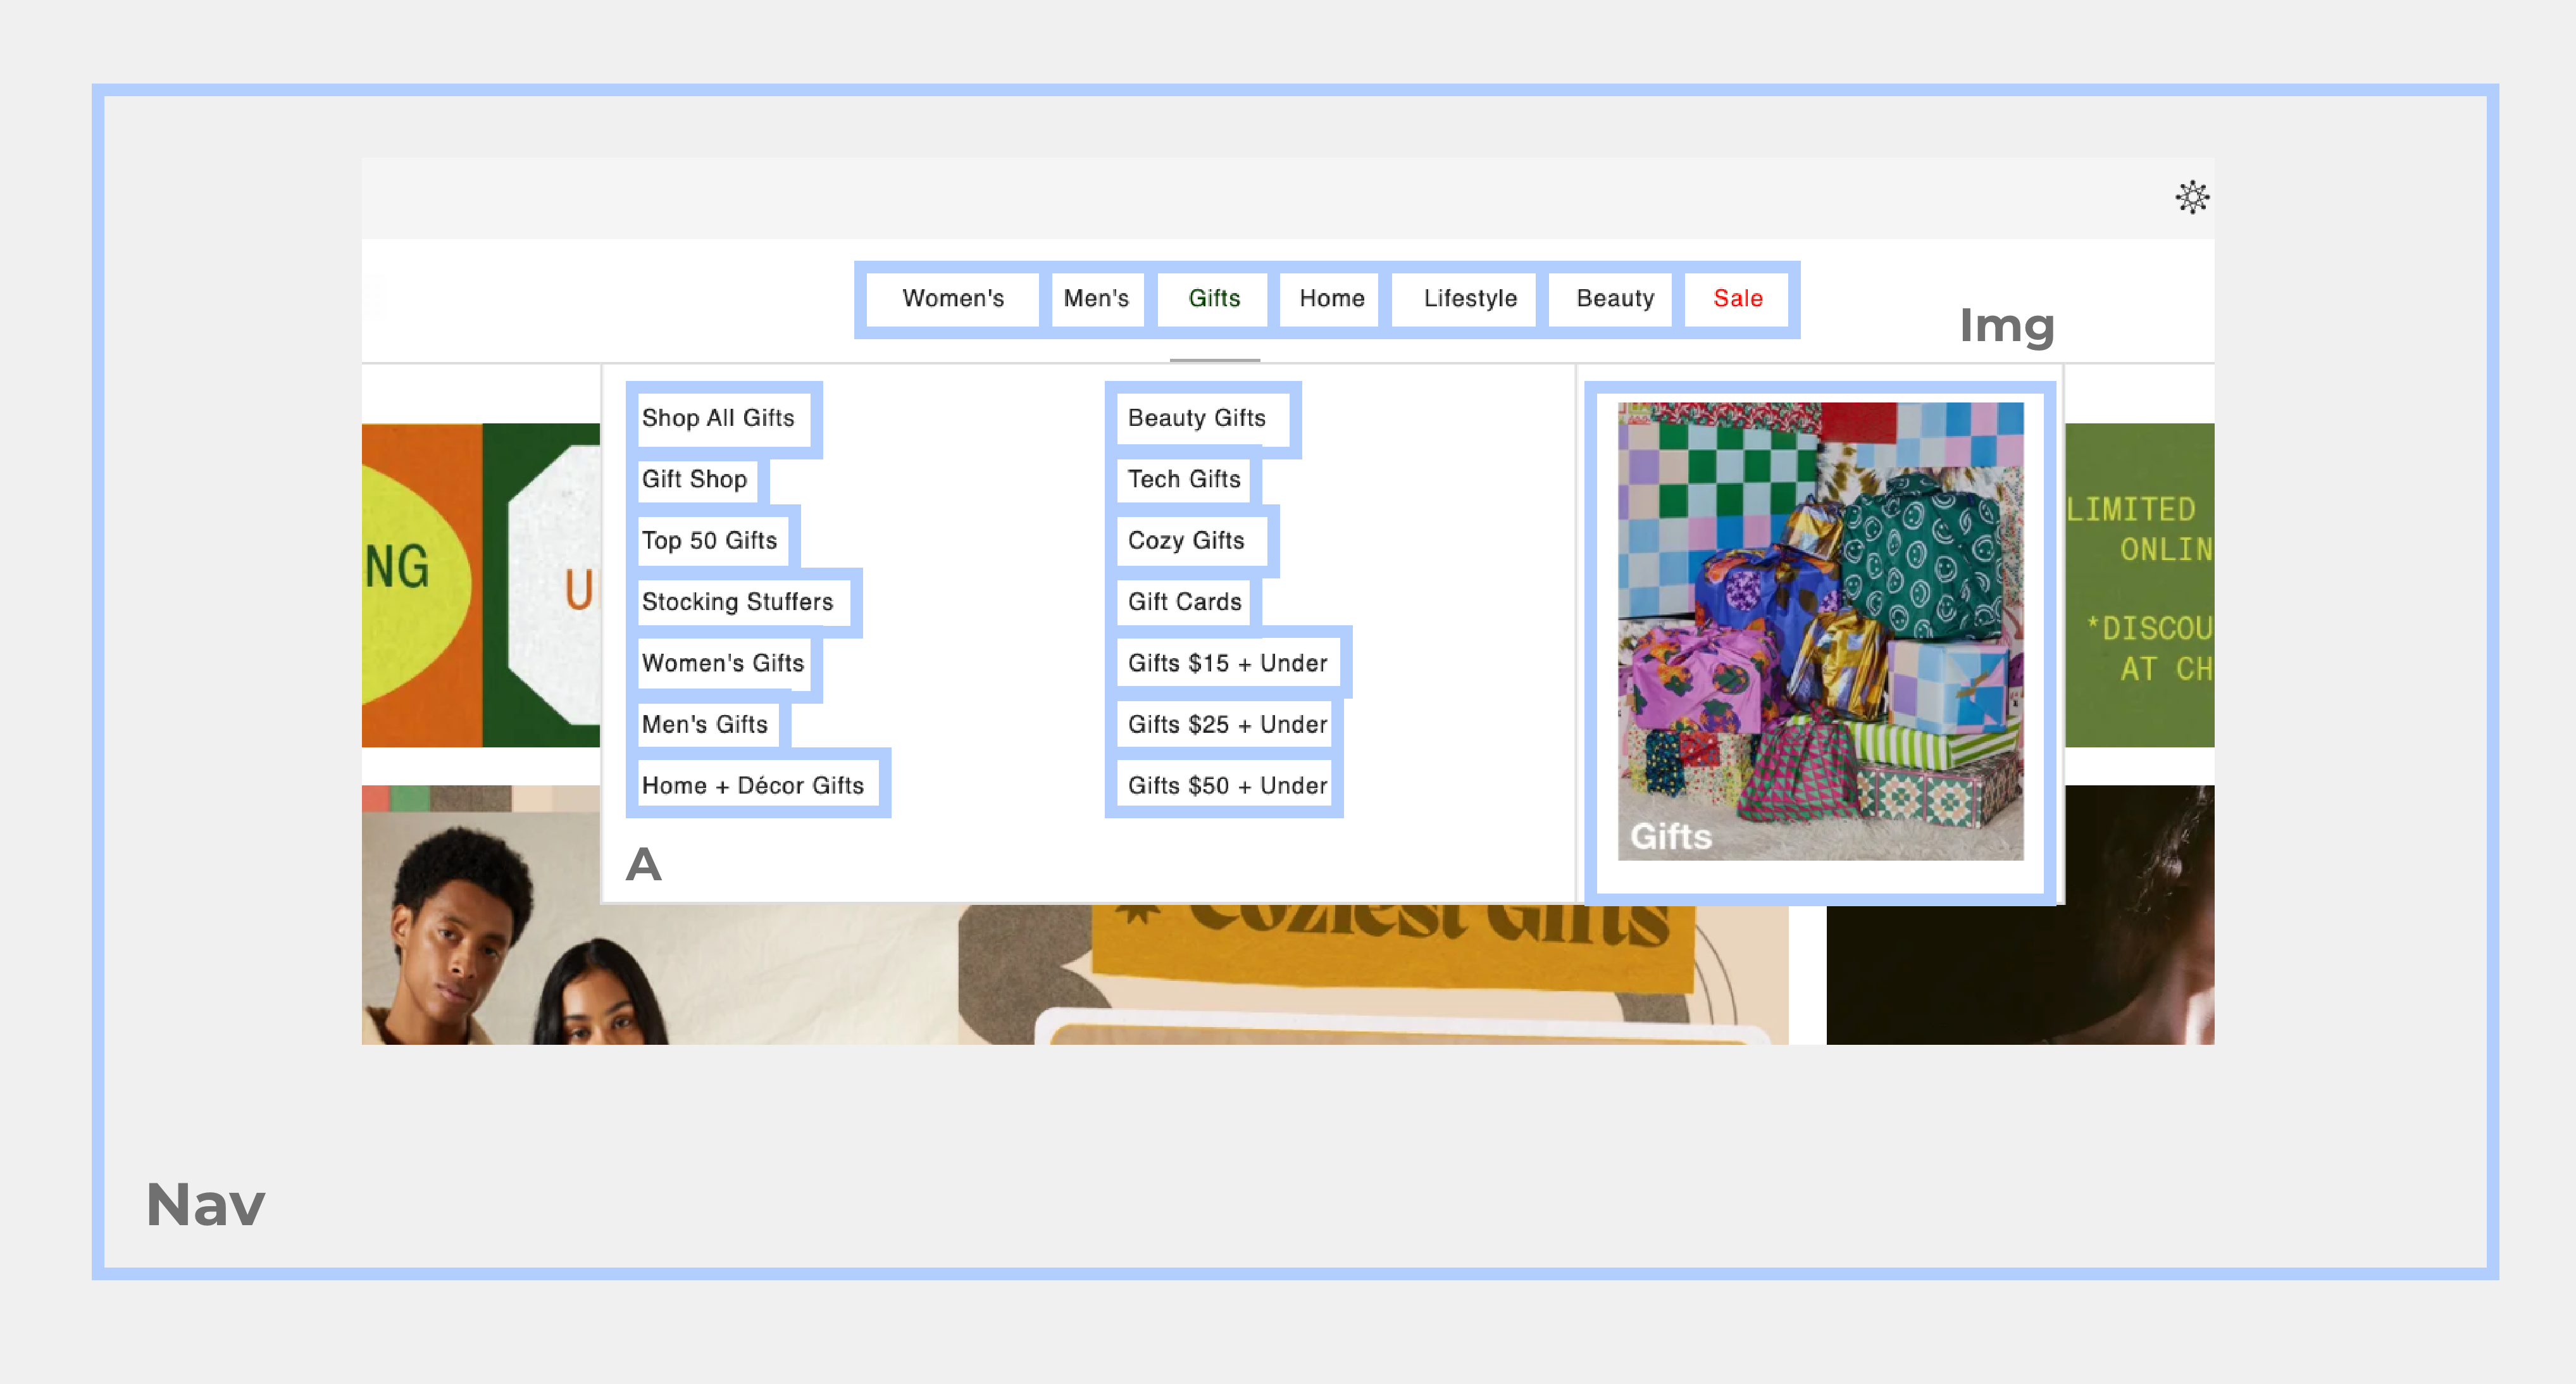 Women's Men's Gifts Home Lifestyle Beauty Sale
Img
Shop All Gifts
Gift Shop
Top 50 Gifts
Stocking Stuffers
Women's Gifts
Men's Gifts
Home + Décor Gifts
Beauty Gifts
Tech Gifts
Cozy Gifts
Gift Cards
Gifts $15 + Under
Gifts $25 + Under
Gifts $50 + Under
Gifts
A
NG
U
LIMITED
ONLIN
*DISCOU
AT CH
Coziest Gifts
Nav